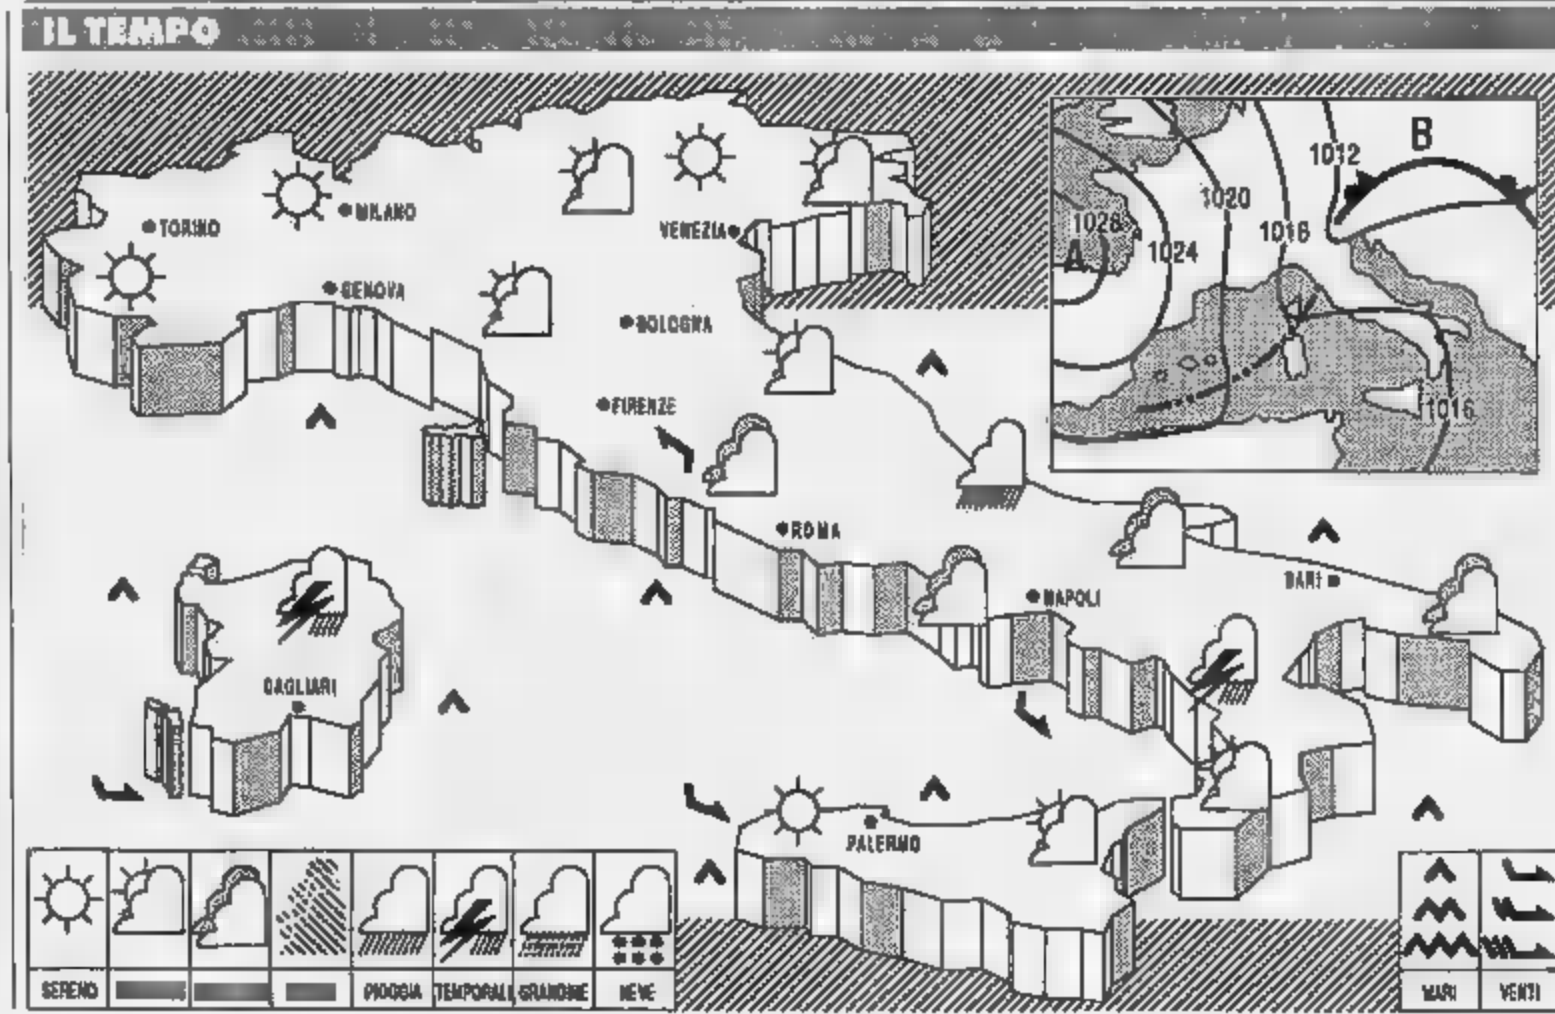 IL TEMPO
B
1012
1020
1028
A
1016
1024
1016
TORINO
MILANO
VENEZIA
GENOVA
BOLOGNA
FIRENZE
ROMA
NAPOLI
BARI
CAGLIARI
PALERMO
SERENO
PIOGGIA
TEMPORALI
GRANDINE
NEVE
MARI
VENTI